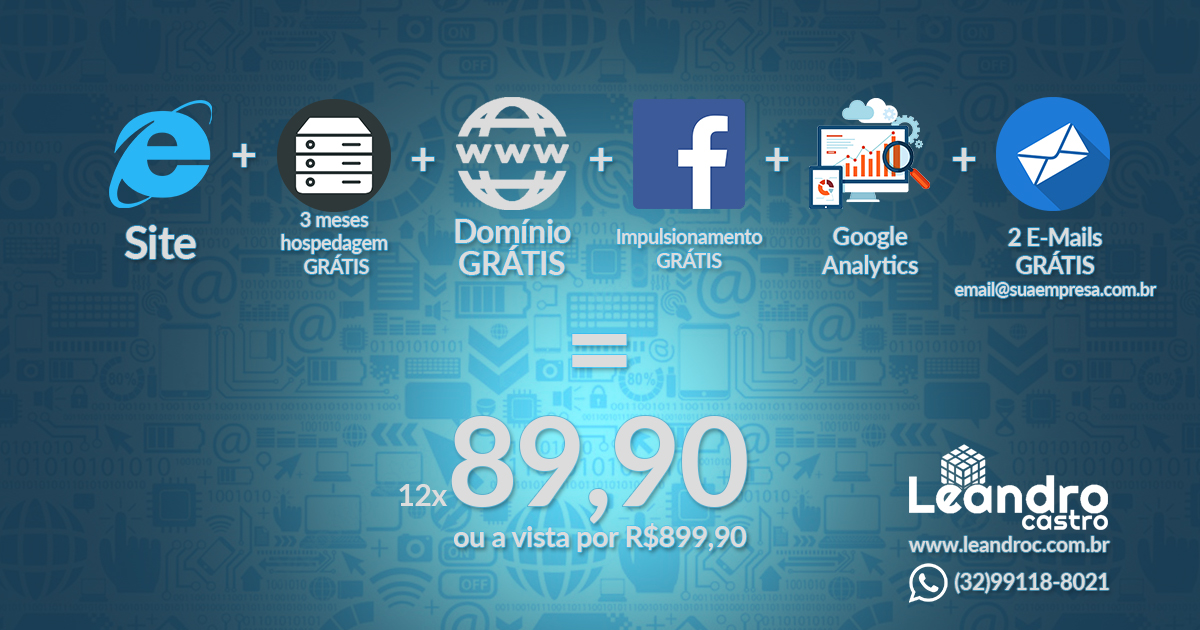 Site
+
3 meses
hospedagem
GRÁTIS
+
www
Domínio
GRÁTIS
+
f
Impulsionamento
GRÁTIS
+
Google
Analytics
+
2 E-Mails
GRÁTIS
email@suaempresa.com.br
=
12x 89,90
ou a vista por R$899,90
Leandro
castro
www.leandroc.com.br
(32)99118-8021